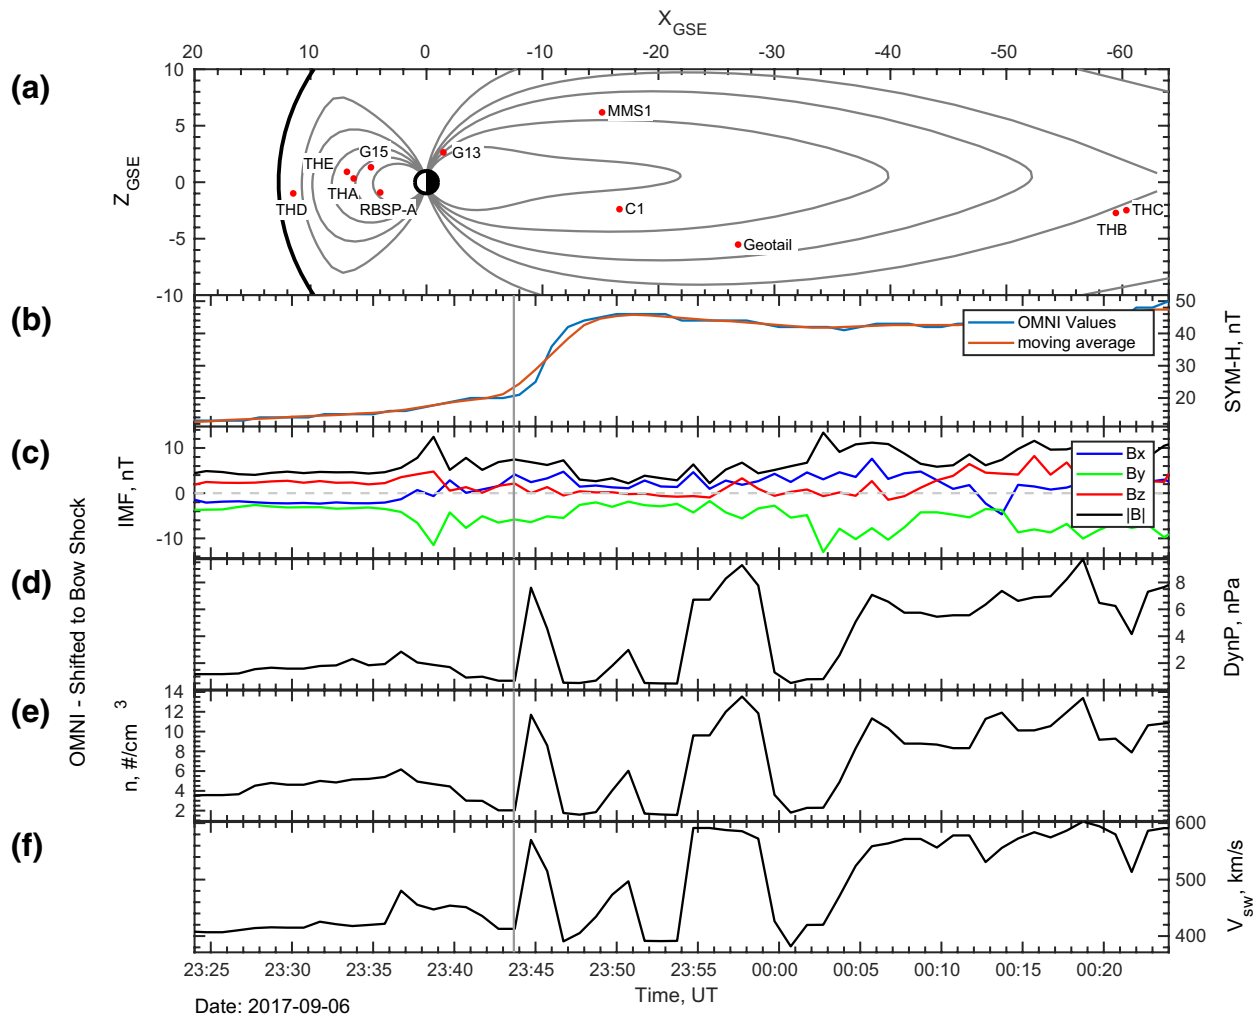 X_GSE
20 10 0 -10 -20 -30 -40 -50 -60
(a)
10
5
0
-5
-10
Z_GSE
MMS1
G15
G13
THE
THA
THD
RBSP-A
C1
THC
THB
Geotail
(b)
OMNI Values
moving average
50
40
30
20
SYM-H, nT
(c)
10
0
-10
IMF, nT
Bx
By
Bz
|B|
OMNI - Shifted to Bow Shock
(d)
8
6
4
2
DynP, nPa
(e)
14
12
10
8
6
4
2
n, #/cm ^3
(f)
600
500
400
V_sw, km/s
23:25 23:30 23:35 23:40 23:45 23:50 23:55 00:00 00:05 00:10 00:15 00:20
Time, UT
Date: 2017-09-06